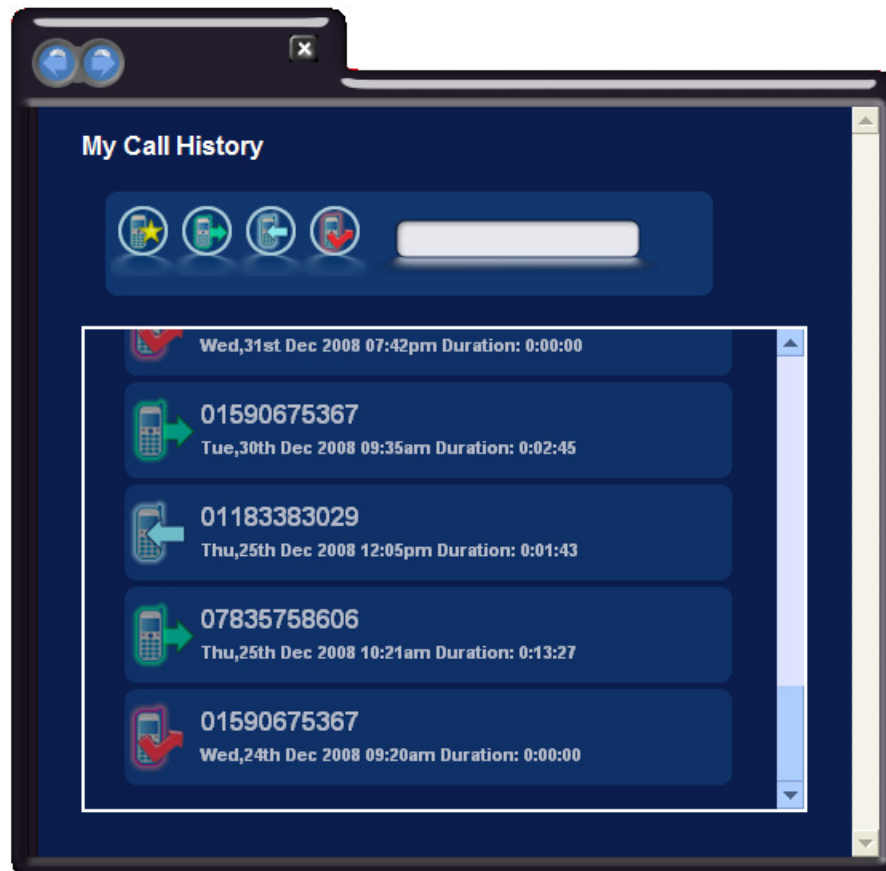 My Call History
Wed,31st Dec 2008 07:42pm Duration: 0:00:00
01590675367
Tue,30th Dec 2008 09:35am Duration: 0:02:45
01183383029
Thu,25th Dec 2008 12:05pm Duration: 0:01:43
07835758606
Thu,25th Dec 2008 10:21am Duration: 0:13:27
01590675367
Wed,24th Dec 2008 09:20am Duration: 0:00:00